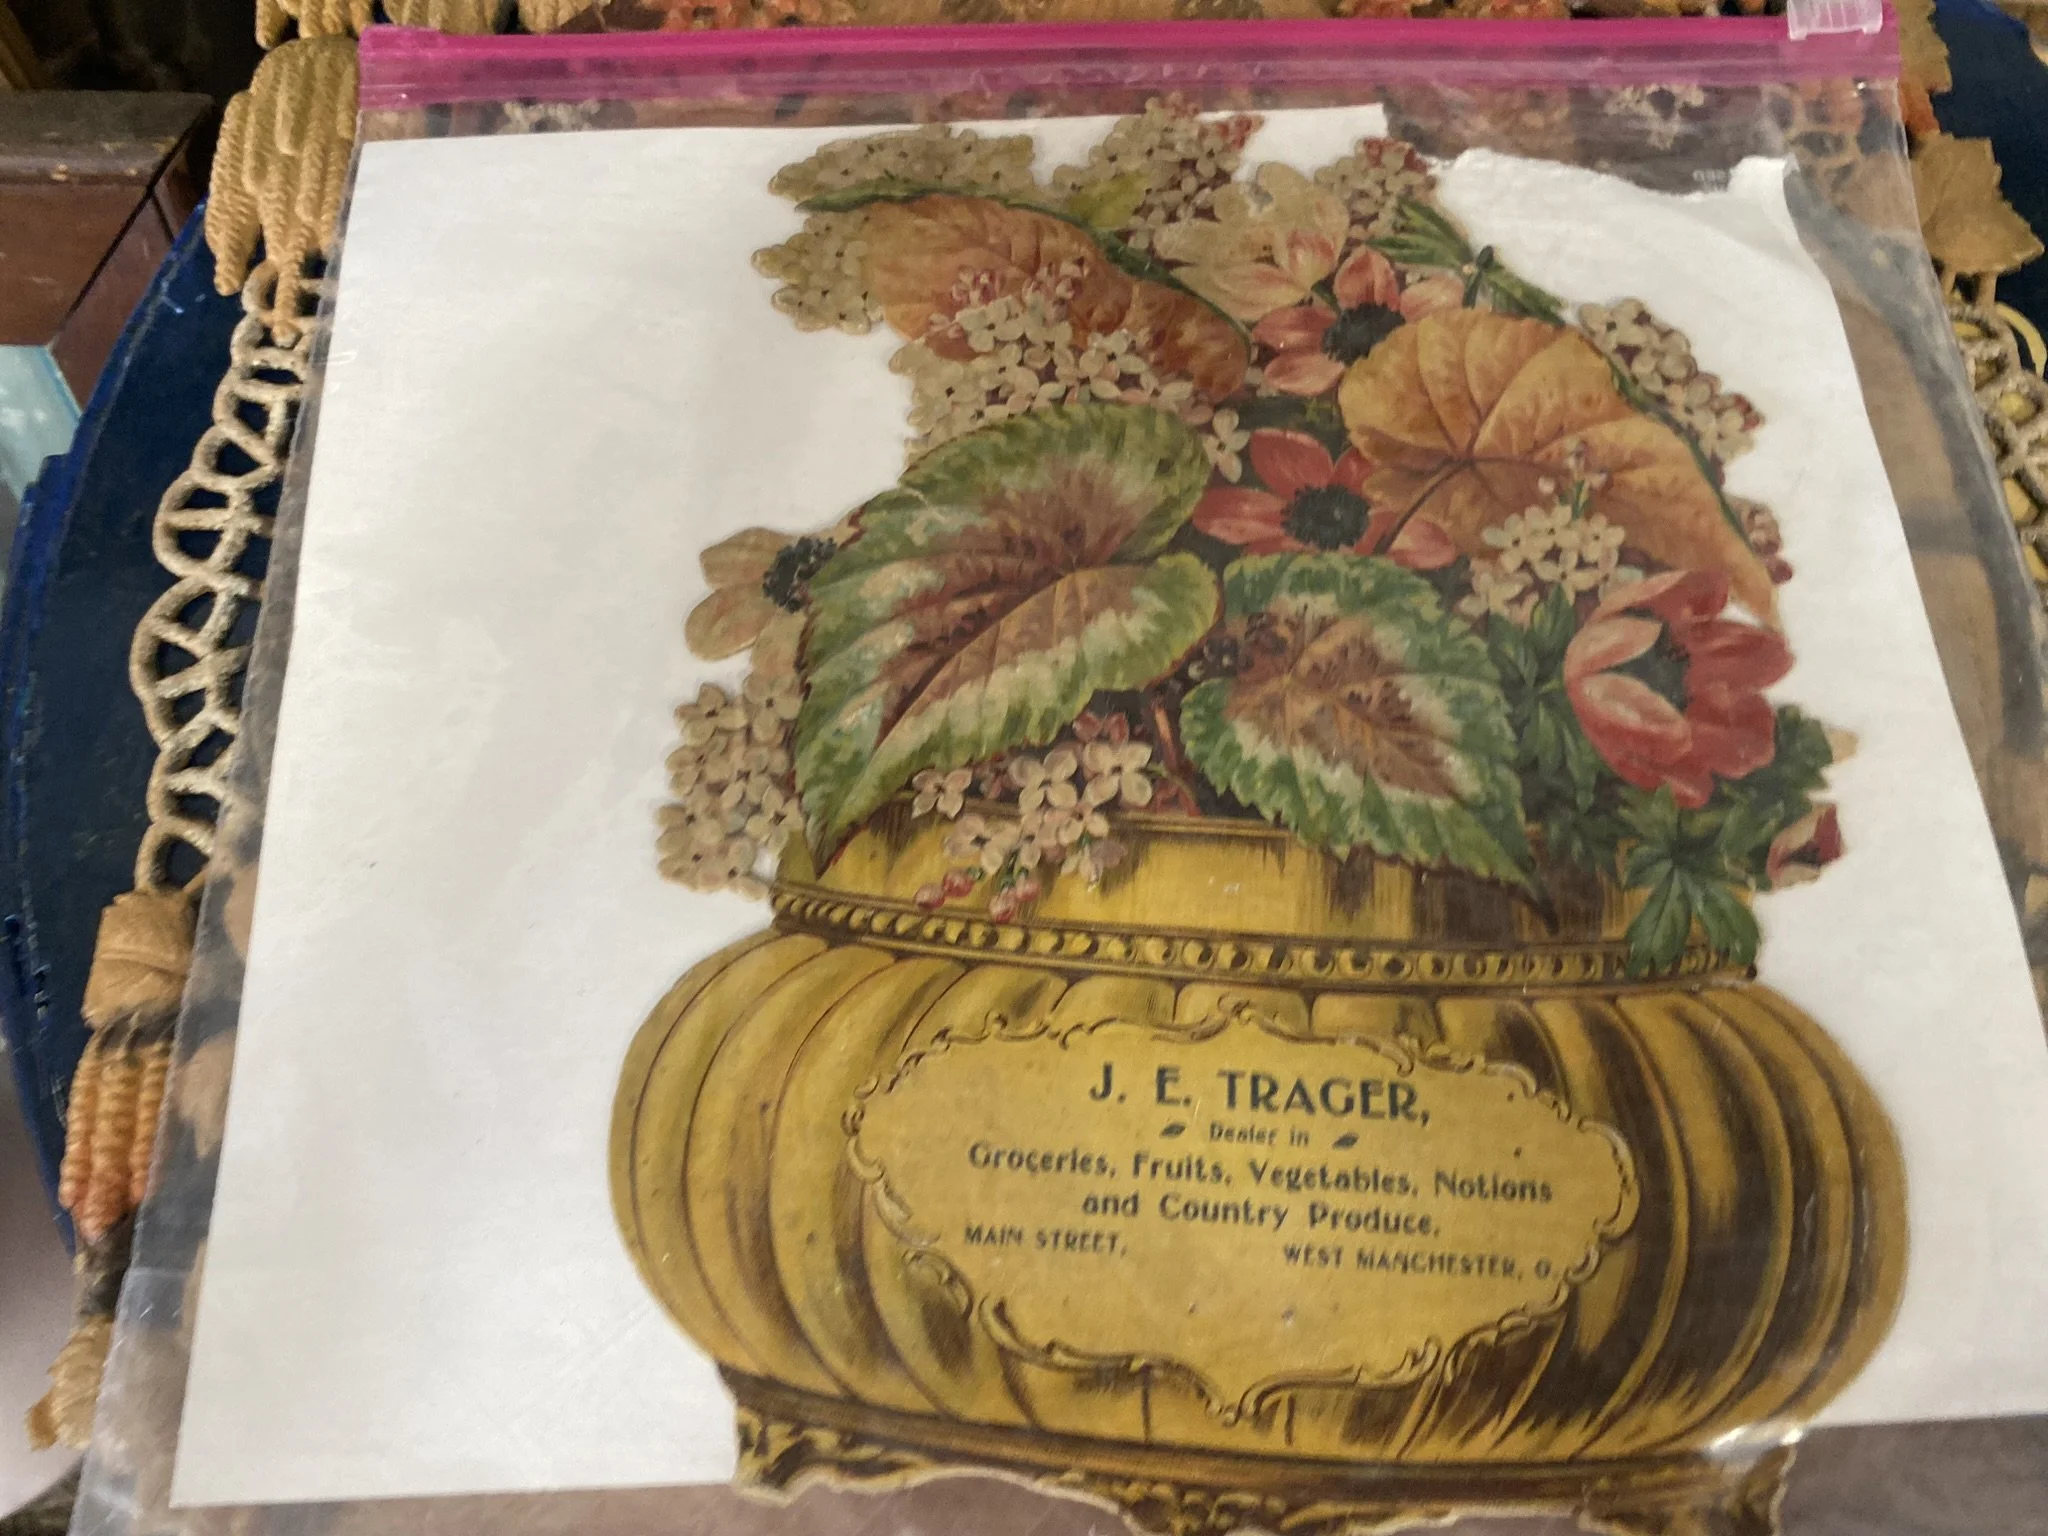 J. E. TRAGER,
Dealer in
Groceries, Fruits, Vegetables, Notions
and Country Produce.
MAIN STREET, WEST MANCHESTER, O.